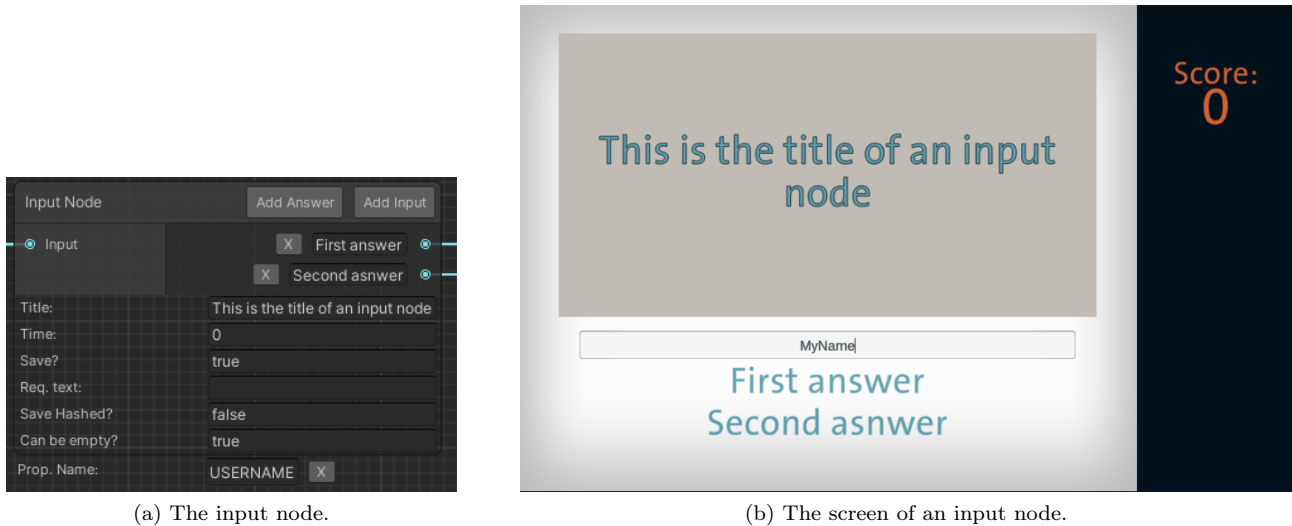 Input Node
Add Answer
Add Input
Input
X
First answer
X
Second asnwer
Title:
This is the title of an input node
Time:
0
Save?
true
Req. text:
Save Hashed?
false
Can be empty?
true
Prop. Name:
USERNAME
X
(a) The input node.
This is the title of an input
node
MyName
First answer
Second asnwer
Score:
0
(b) The screen of an input node.